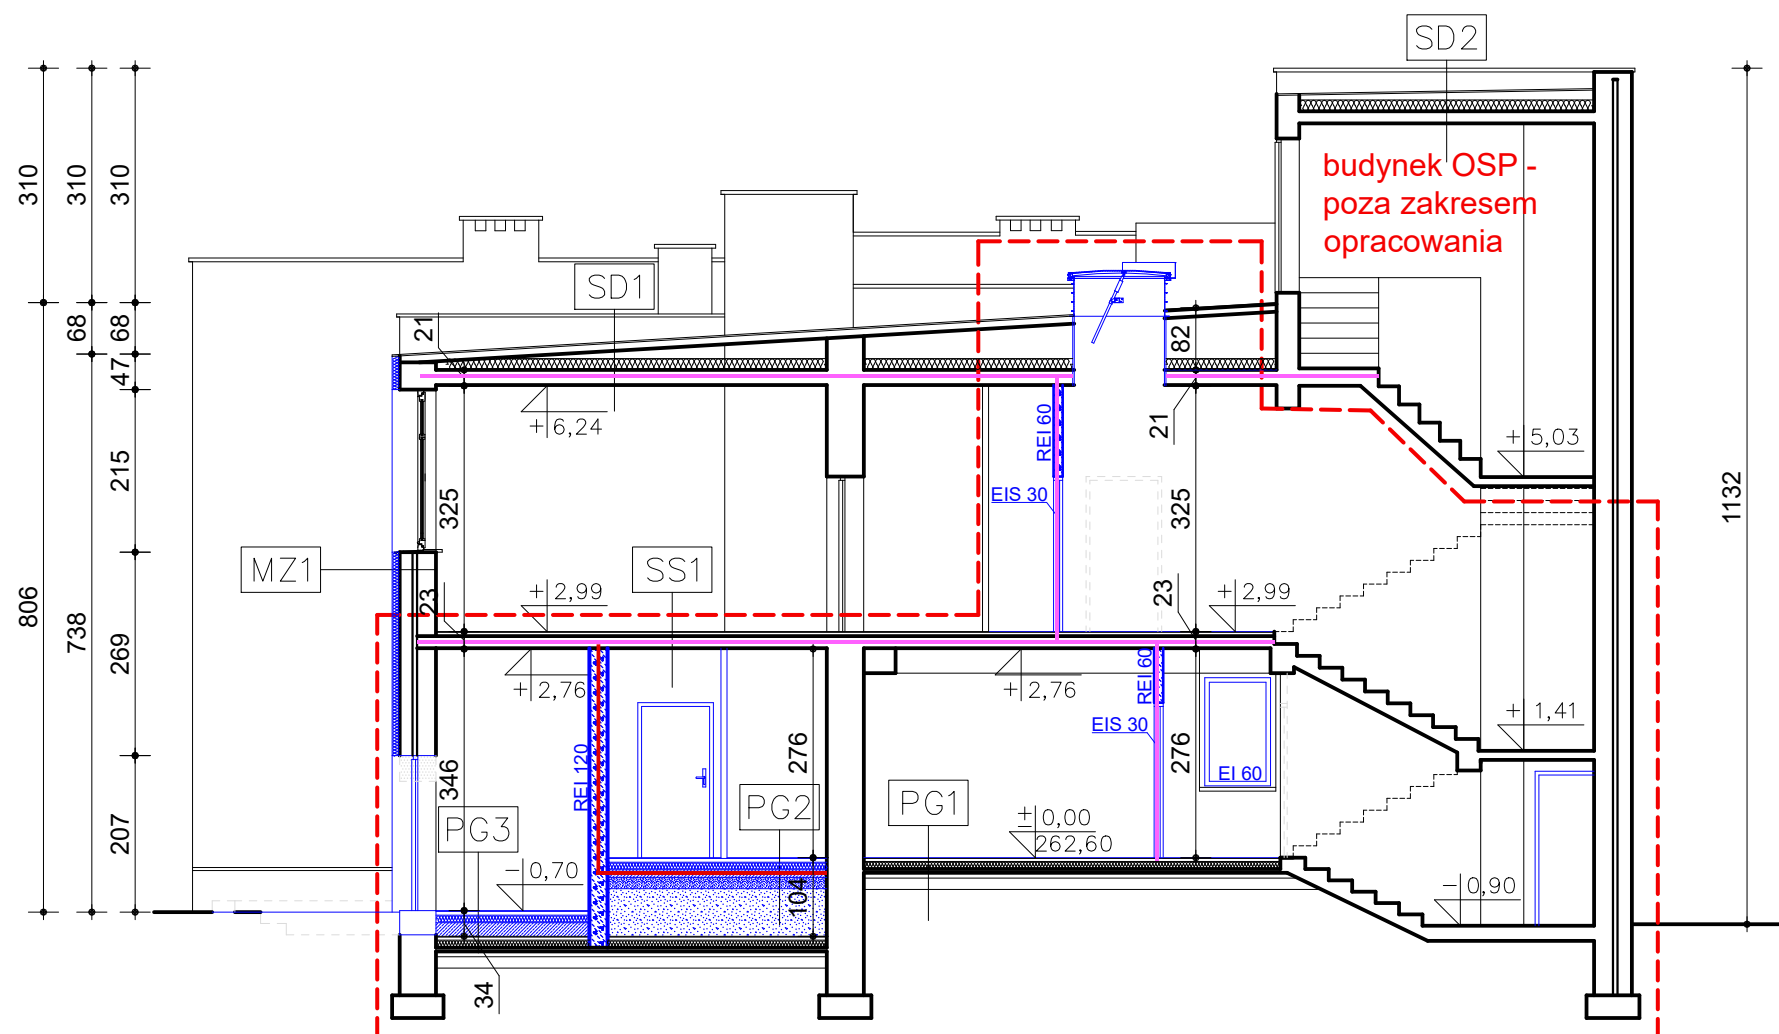 SD2
budynek OSP -
poza zakresem
opracowania
310
310
310
SD1
68
68
21
82
47
+6,24
REI 60
21
+5,03
215
325
EIS 30
325
1132
MZ1
SS1
806
738
269
23
+2,99
23
+2,99
+2,76
+2,76
REI 60
+1,41
EIS 30
346
REI 120
276
276
EI 60
207
PG3
PG2
PG1
±0,00
262,60
-0,70
104
-0,90
34